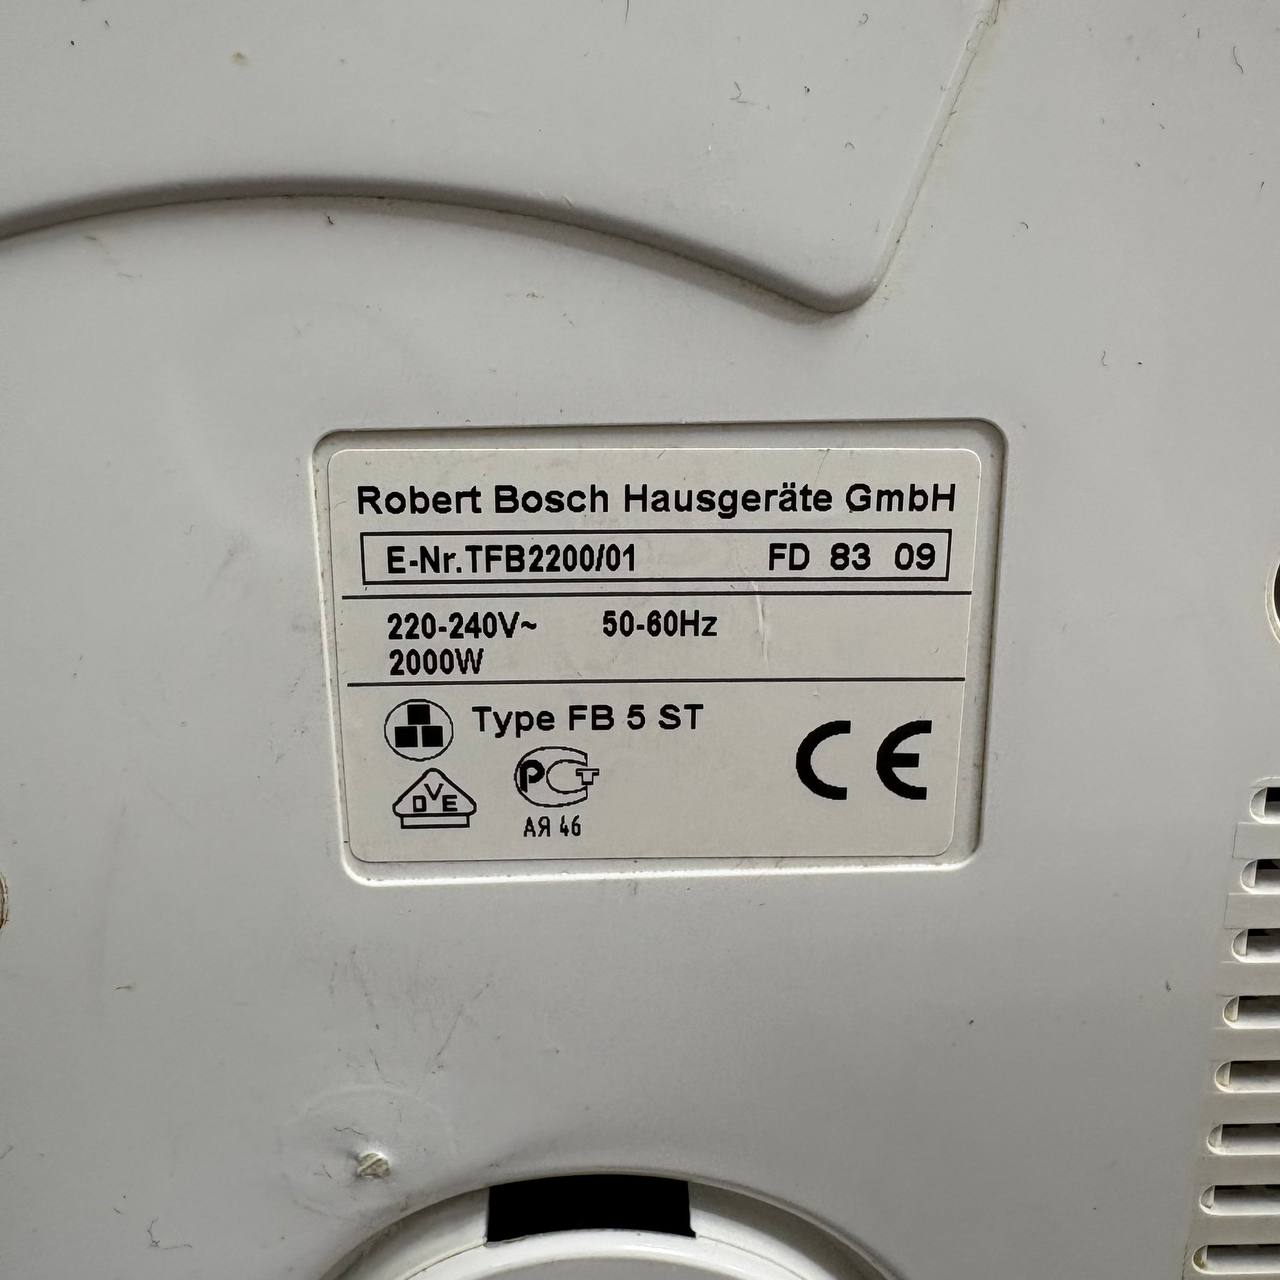 Robert Bosch Hausgeräte GmbH
E-Nr.TFB2200/01 FD 83 09
220-240V~ 50-60Hz
2000W
Type FB 5 ST
DVE
PCT
АЯ 46
CE